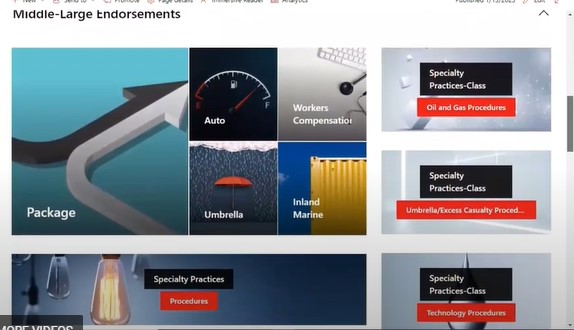 New
Send to
Promote
Page details
Immersive Reader
Analytics
Published 1/13/2023
Edit
Middle-Large Endorsements
Package
Auto
Workers
Compensation
Umbrella
Inland
Marine
Specialty
Practices-Class
Oil and Gas Procedures
Specialty
Practices-Class
Umbrella/Excess Casualty Proced...
Specialty Practices
Procedures
Specialty
Practices-Class
Technology Procedures
MORE VIDEOS